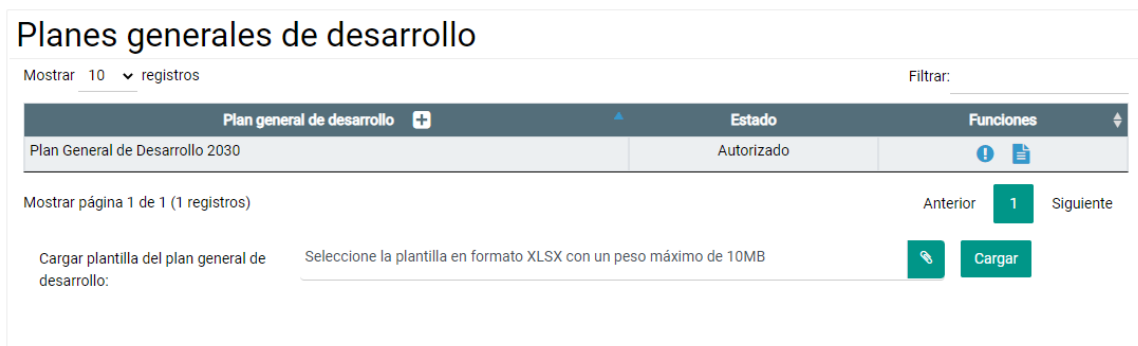 Planes generales de desarrollo
Mostrar 10 registros
Filtrar:
Plan general de desarrollo Estado Funciones
Plan General de Desarrollo 2030 Autorizado
Mostrar página 1 de 1 (1 registros)
Anterior 1 Siguiente
Cargar plantilla del plan general de desarrollo:
Seleccione la plantilla en formato XLSX con un peso máximo de 10MB
Cargar